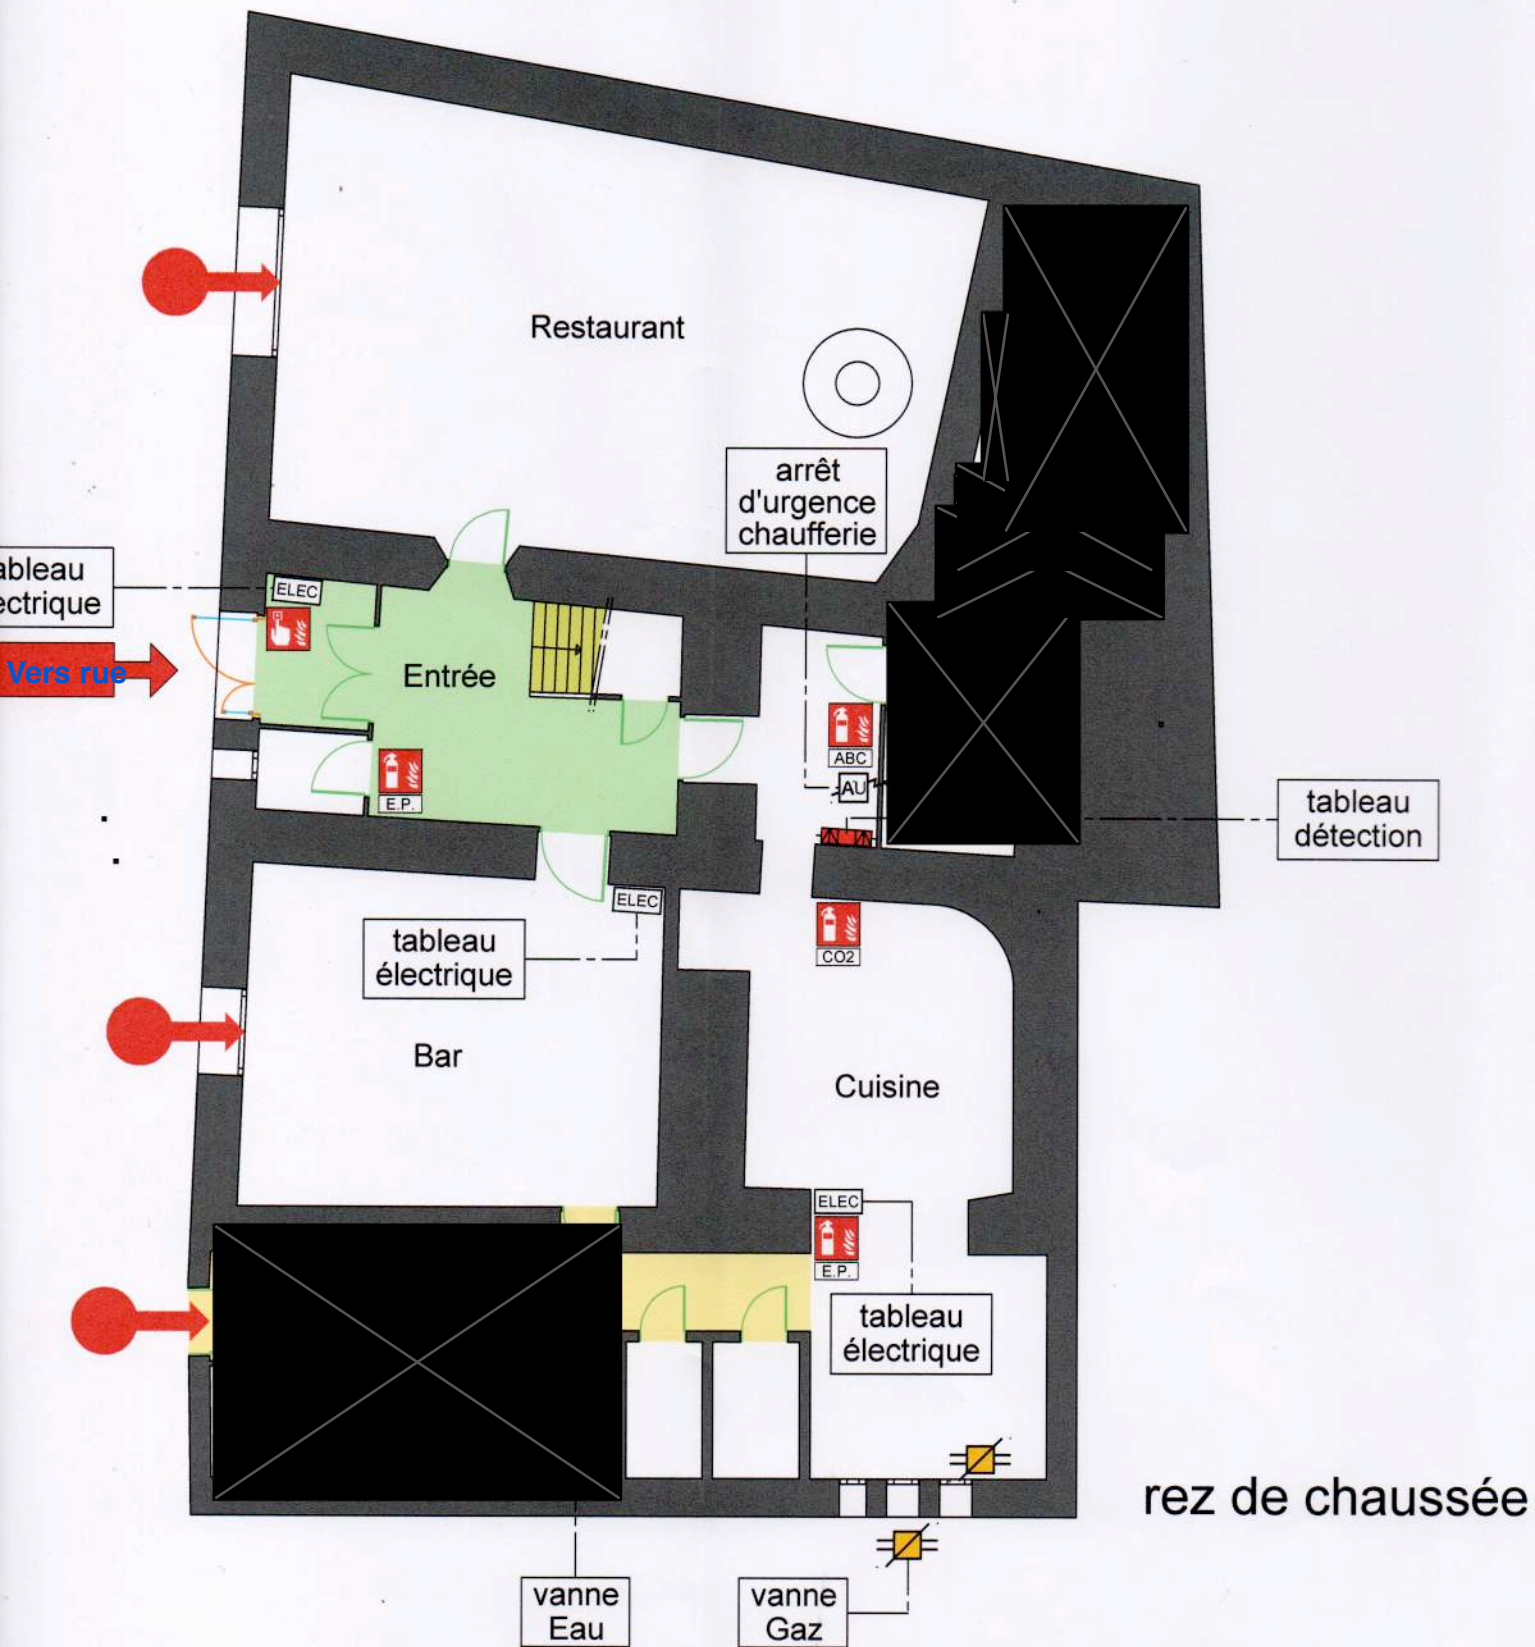 Restaurant
arrêt
d'urgence
chaufferie
ableau
ectrique
ELEC
Vers rue
Entrée
ABC
AU
E.P.
tableau
détection
ELEC
tableau
électrique
CO2
Bar
Cuisine
ELEC
E.P.
tableau
électrique
rez de chaussée
vanne
Eau
vanne
Gaz